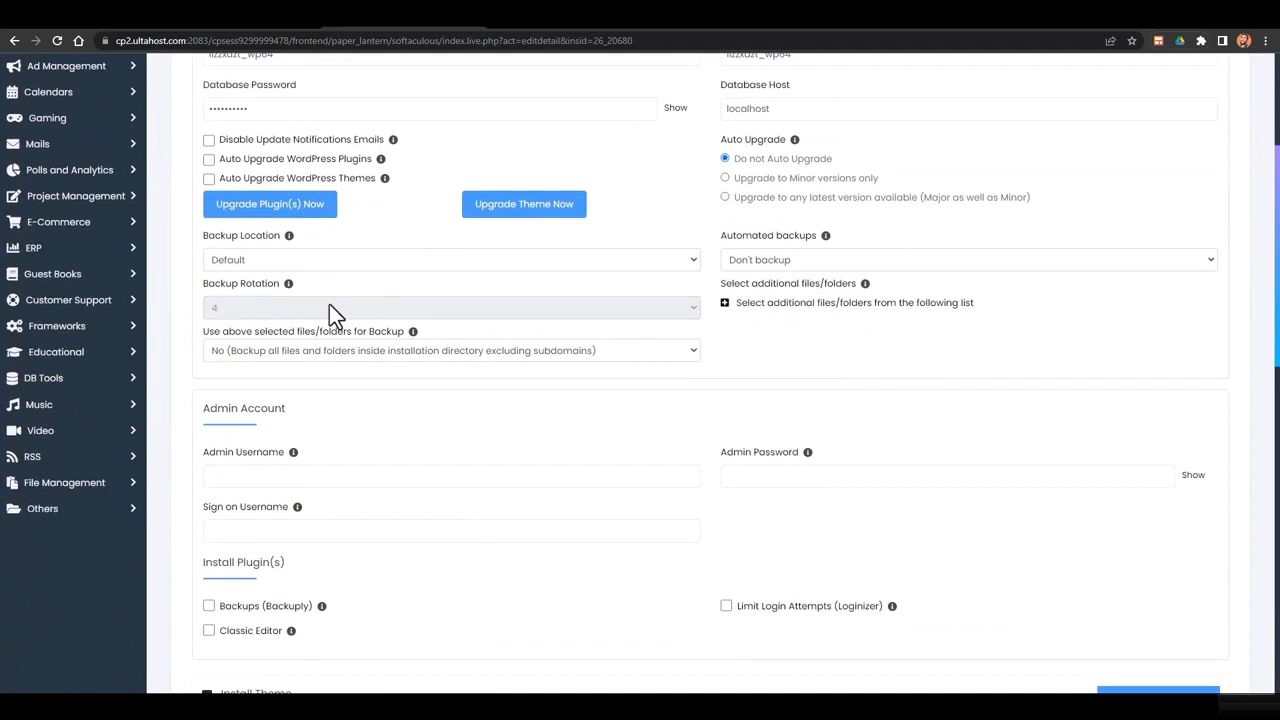 cp2.ultahost.com:2083/cpsess9299999478/frontend/paper_lantern/softaculous/index.live.php?act=editdetail&insid=26_20680
Ad Management
Calendars
Gaming
Mails
Polls and Analytics
Project Management
E-Commerce
ERP
Guest Books
Customer Support
Frameworks
Educational
DB Tools
Music
Video
RSS
File Management
Others
Database Password
••••••••••
Show
Database Host
localhost
Disable Update Notifications Emails
Auto Upgrade WordPress Plugins
Auto Upgrade WordPress Themes
Auto Upgrade
Do not Auto Upgrade
Upgrade to Minor versions only
Upgrade to any latest version available (Major as well as Minor)
Upgrade Plugin(s) Now
Upgrade Theme Now
Backup Location
Default
Automated backups
Don't backup
Backup Rotation
4
Select additional files/folders
Select additional files/folders from the following list
Use above selected files/folders for Backup
No (Backup all files and folders inside installation directory excluding subdomains)
Admin Account
Admin Username
Admin Password
Show
Sign on Username
Install Plugin(s)
Backups (Backuply)
Limit Login Attempts (Loginizer)
Classic Editor
Install Theme